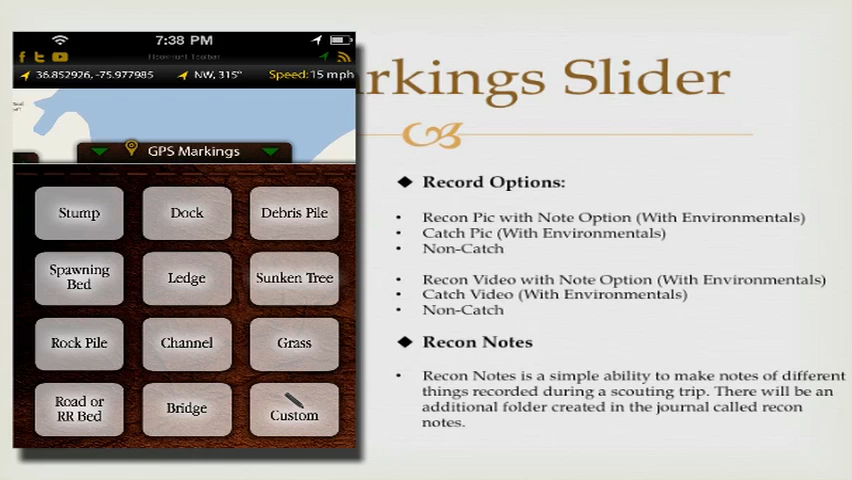 7:38 PM
36.852926, -75.977985
NW, 315°
Speed: 15 mph
GPS Markings
Stump
Dock
Debris Pile
Spawning
Bed
Ledge
Sunken Tree
Rock Pile
Channel
Grass
Road or
RR Bed
Bridge
Custom
rkings Slider
◆ Record Options:
• Recon Pic with Note Option (With Environmentals)
• Catch Pic (With Environmentals)
• Non-Catch
• Recon Video with Note Option (With Environmentals)
• Catch Video (With Environmentals)
• Non-Catch
◆ Recon Notes
• Recon Notes is a simple ability to make notes of different
things recorded during a scouting trip. There will be an
additional folder created in the journal called recon
notes.